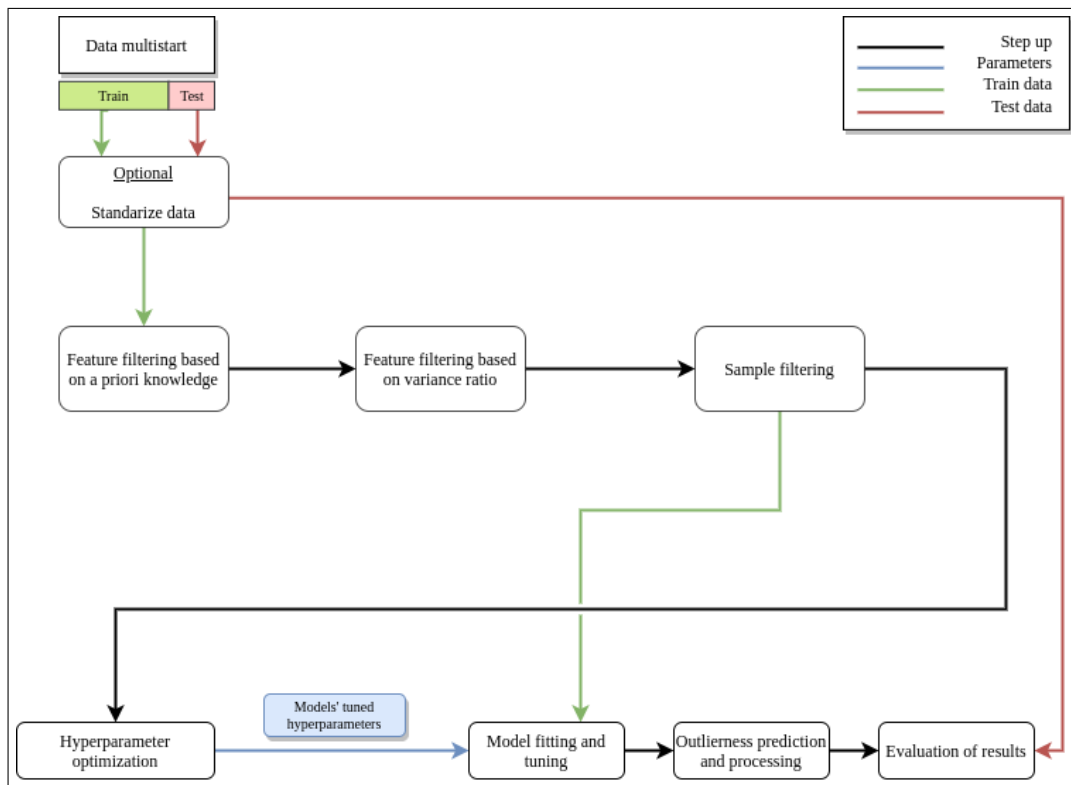 Data multistart
Train
Test
Step up
Parameters
Train data
Test data
Optional
Standarize data
Feature filtering based
on a priori knowledge
Feature filtering based
on variance ratio
Sample filtering
Models' tuned
hyperparameters
Hyperparameter
optimization
Model fitting and
tuning
Outlierness prediction
and processing
Evaluation of results